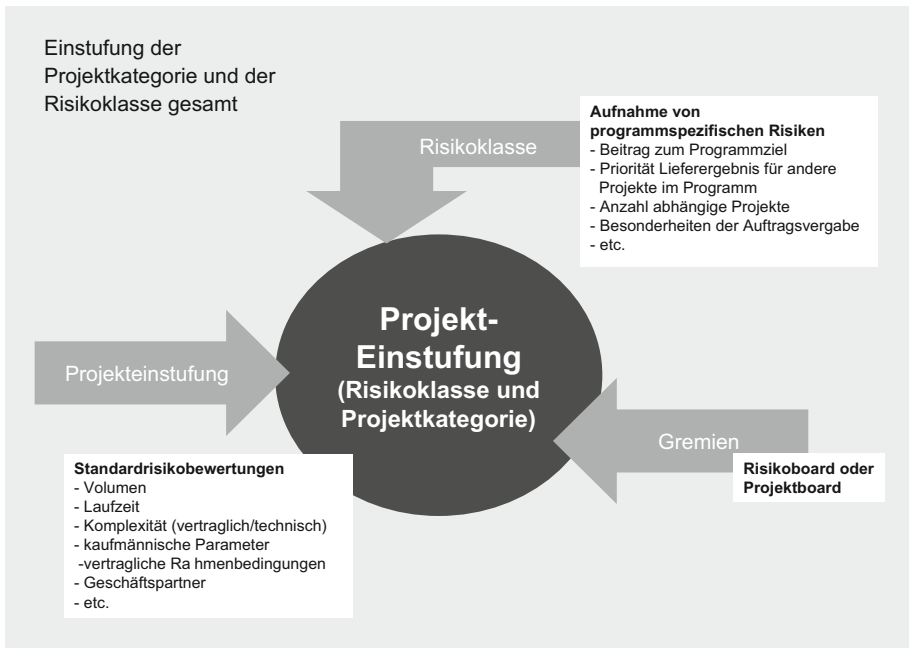 Einstufung der
Projektkategorie und der
Risikoklasse gesamt
Risikoklasse
Aufnahme von
programmspezifischen Risiken
- Beitrag zum Programmziel
- Priorität Lieferergebnis für andere
Projekte im Programm
- Anzahl abhängige Projekte
- Besonderheiten der Auftragsvergabe
- etc.
Projekt-
Einstufung
(Risikoklasse und
Projektkategorie)
Projekteinstufung
Standardrisikobewertungen
- Volumen
- Laufzeit
- Komplexität (vertraglich/technisch)
- kaufmännische Parameter
-vertragliche Ra hmenbedingungen
- Geschäftspartner
- etc.
Gremien
Risikoboard oder
Projektboard